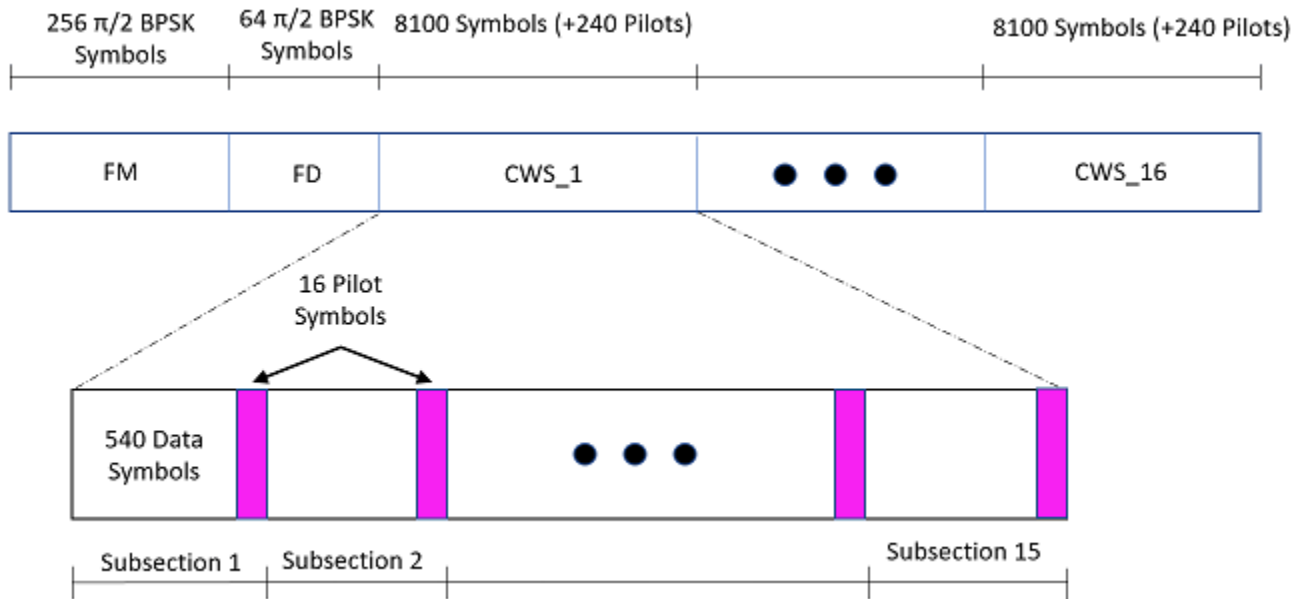 256 π/2 BPSK
Symbols
64 π/2 BPSK
Symbols
8100 Symbols (+240 Pilots)
8100 Symbols (+240 Pilots)
FM
FD
CWS_1
CWS_16
16 Pilot
Symbols
540 Data
Symbols
Subsection 1
Subsection 2
Subsection 15